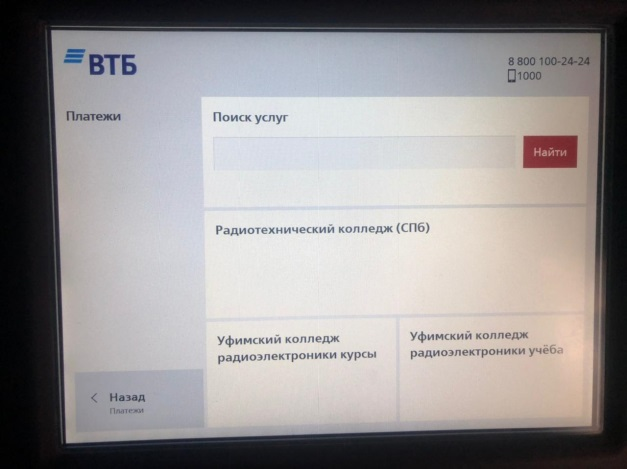 ВТБ
8 800 100-24-24
1000
Платежи
Поиск услуг
Найти
Радиотехнический колледж (СПб)
Уфимский колледж
радиоэлектроники курсы
Уфимский колледж
радиоэлектроники учёба
< Назад
Платежи